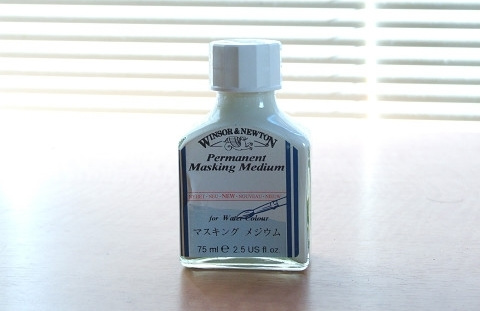 WINSOR & NEWTON
Permanent
Masking Medium
NEW
for Water Colour
マスキング メジウム
75 ml ℮ 2.5 US fl oz.